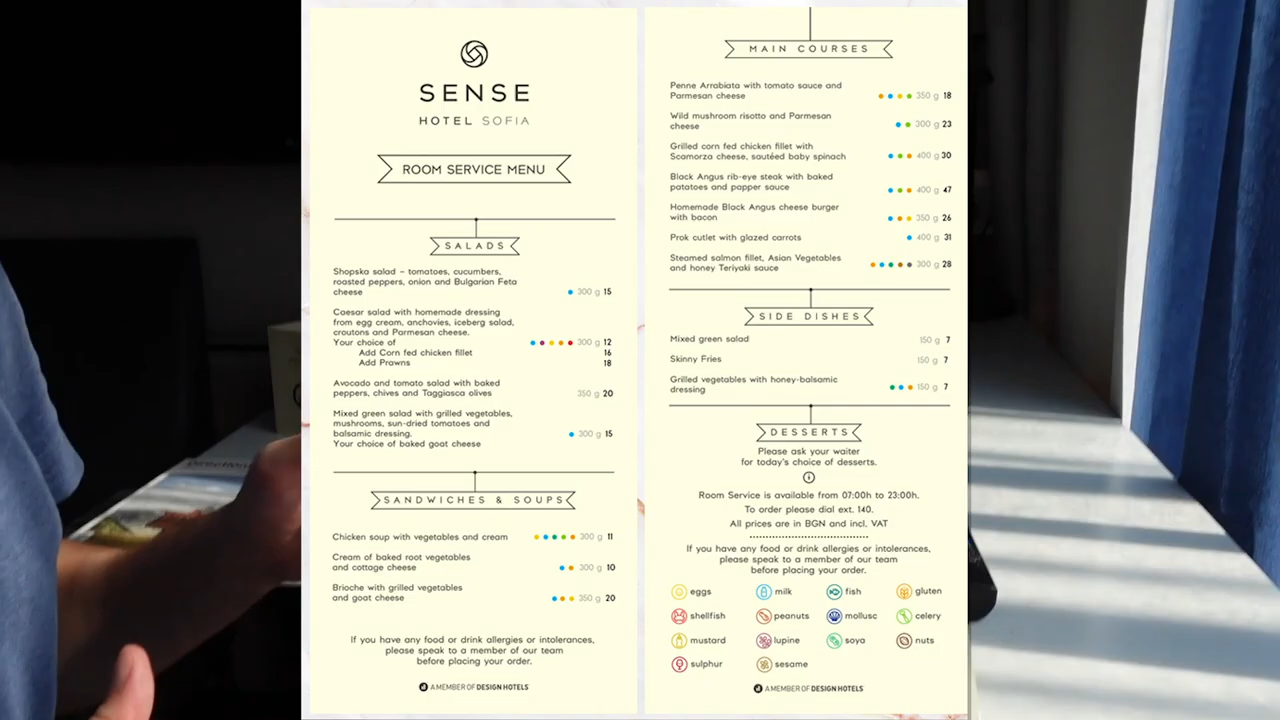 SENSE
HOTEL SOFIA
ROOM SERVICE MENU
SALADS
Shopska salad – tomatoes, cucumbers,
roasted peppers, onion and Bulgarian Feta
cheese 300 g 15
Caesar salad with homemade dressing
from egg cream, anchovies, iceberg salad,
croutons and Parmesan cheese.
Your choice of 300 g 12
Add Corn fed chicken fillet 16
Add Prawns 18
Avocado and tomato salad with baked
peppers, chives and Taggiasca olives 350 g 20
Mixed green salad with grilled vegetables,
mushrooms, sun-dried tomatoes and
balsamic dressing. 300 g 15
Your choice of baked goat cheese
SANDWICHES & SOUPS
Chicken soup with vegetables and cream 300 g 11
Cream of baked root vegetables
and cottage cheese 300 g 10
Brioche with grilled vegetables
and goat cheese 350 g 20
If you have any food or drink allergies or intolerances,
please speak to a member of our team
before placing your order.
A MEMBER OF DESIGN HOTELS
MAIN COURSES
Penne Arrabiata with tomato sauce and
Parmesan cheese 350 g 18
Wild mushroom risotto and Parmesan
cheese 300 g 23
Grilled corn fed chicken fillet with
Scamorza cheese, sautéed baby spinach 400 g 30
Black Angus rib-eye steak with baked
patatoes and papper sauce 400 g 47
Homemade Black Angus cheese burger
with bacon 350 g 26
Prok cutlet with glazed carrots 400 g 31
Steamed salmon fillet, Asian Vegetables
and honey Teriyaki sauce 300 g 28
SIDE DISHES
Mixed green salad 150 g 7
Skinny Fries 150 g 7
Grilled vegetables with honey-balsamic
dressing 150 g 7
DESSERTS
Please ask your waiter
for today's choice of desserts.
Room Service is available from 07:00h to 23:00h.
To order please dial ext. 140.
All prices are in BGN and incl. VAT
If you have any food or drink allergies or intolerances,
please speak to a member of our team
before placing your order.
eggs milk fish gluten
shellfish peanuts mollusc celery
mustard lupine soya nuts
sulphur sesame
A MEMBER OF DESIGN HOTELS